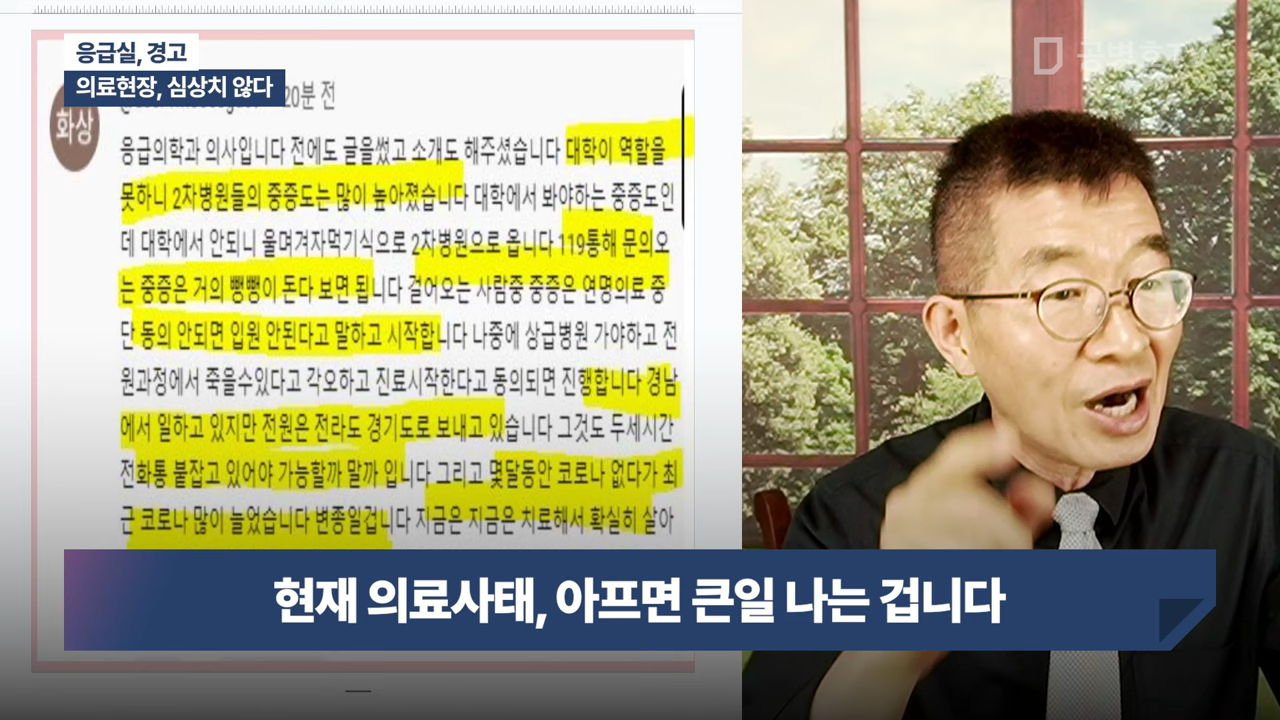 응급실, 경고
의료현장, 심상치 않다
20분 전
화상
응급의학과 의사입니다 전에도 글을썼고 소개도 해주셨습니다 대학이 역할을
못하니 2차병원들의 중증도는 많이 높아졌습니다 대학에서 봐야하는 중증도인
데 대학에서 안되니 울며겨자먹기식으로 2차병원으로 옵니다 119통해 문의오
는 중증은 거의 뺑뺑이 돈다 보면 됩니다 걸어오는 사람중 중증은 연명의료 중
단 동의 안되면 입원 안된다고 말하고 시작합니다 나중에 상급병원 가야하고 전
원과정에서 죽을수있다고 각오하고 진료시작한다고 동의되면 진행합니다 경남
에서 일하고 있지만 전원은 전라도 경기도로 보내고 있습니다 그것도 두세시간
전화통 붙잡고 있어야 가능할까 말까 입니다 그리고 몇달동안 코로나 없다가 최
근 코로나 많이 늘었습니다 변종일겁니다 지금은 지금은 치료해서 확실히 살아
현재 의료사태, 아프면 큰일 나는 겁니다